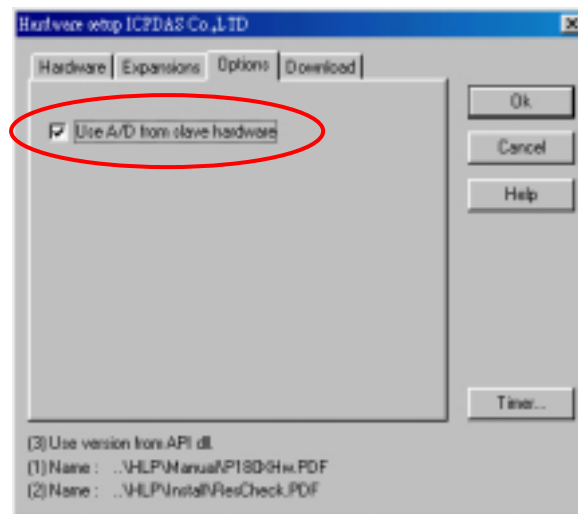 Hardware setup ICPDAS Co.,LTD
Hardware Expansions Options Download
Use A/D from slave hardware
Ok
Cancel
Help
Timer...
(3) Use version from API dll.
(1) Name : ..\HLP\Manual\P180XHw.PDF
(2) Name : ..\HLP\Install\ResCheck.PDF